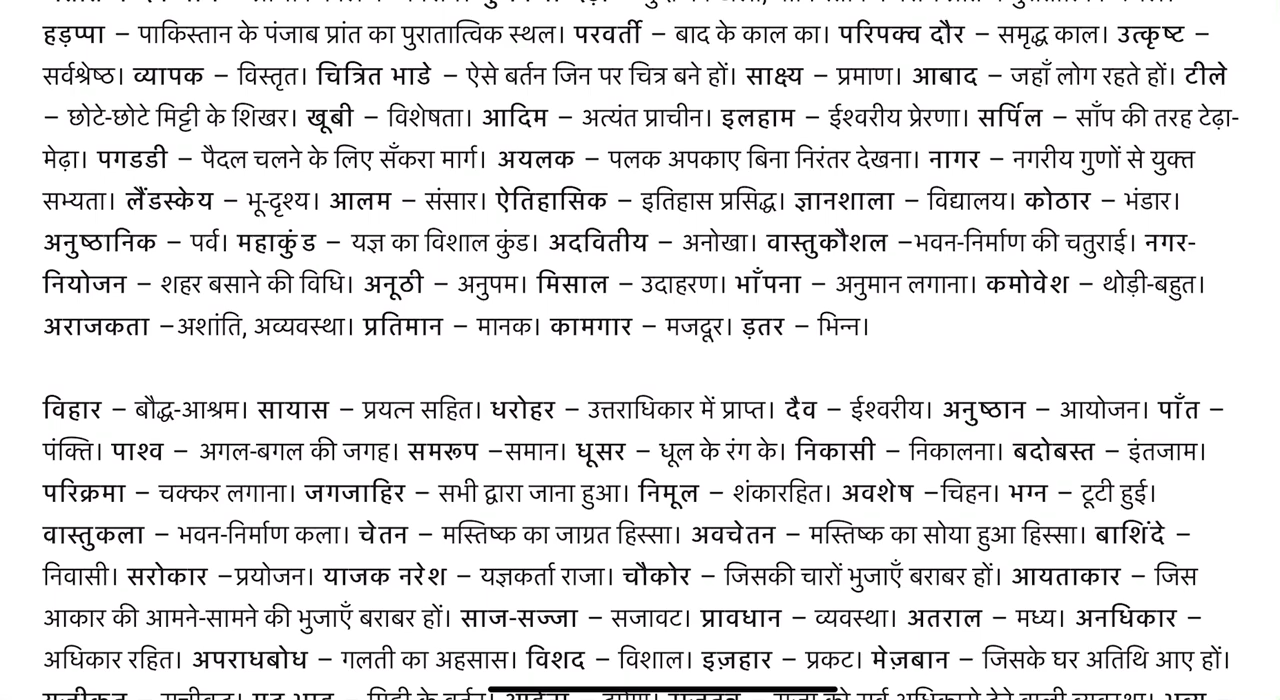 हड़प्पा – पाकिस्तान के पंजाब प्रांत का पुरातात्विक स्थल। परवर्ती – बाद के काल का। परिपक्व दौर – समृद्ध काल। उत्कृष्ट –
सर्वश्रेष्ठ। व्यापक – विस्तृत। चित्रित भाडे – ऐसे बर्तन जिन पर चित्र बने हों। साक्ष्य – प्रमाण। आबाद – जहाँ लोग रहते हों। टीले
– छोटे-छोटे मिट्टी के शिखर। खूबी – विशेषता। आदिम – अत्यंत प्राचीन। इलहाम – ईश्वरीय प्रेरणा। सर्पिल – साँप की तरह टेढ़ा-
मेढ़ा। पगडडी – पैदल चलने के लिए सँकरा मार्ग। अयलक – पलक अपकाए बिना निरंतर देखना। नागर – नगरीय गुणों से युक्त
सभ्यता। लैंडस्केय – भू-दृश्य। आलम – संसार। ऐतिहासिक – इतिहास प्रसिद्ध। ज्ञानशाला – विद्यालय। कोठार – भंडार।
अनुष्ठानिक – पर्व। महाकुंड – यज्ञ का विशाल कुंड। अदवितीय – अनोखा। वास्तुकौशल –भवन-निर्माण की चतुराई। नगर-
नियोजन – शहर बसाने की विधि। अनूठी – अनुपम। मिसाल – उदाहरण। भाँपना – अनुमान लगाना। कमोवेश – थोड़ी-बहुत।
अराजकता –अशांति, अव्यवस्था। प्रतिमान – मानक। कामगार – मजदूर। ड़तर – भिन्न।
विहार – बौद्ध-आश्रम। सायास – प्रयत्न सहित। धरोहर – उत्तराधिकार में प्राप्त। दैव – ईश्वरीय। अनुष्ठान – आयोजन। पाँत –
पंक्ति। पाश्व – अगल-बगल की जगह। समरूप –समान। धूसर – धूल के रंग के। निकासी – निकालना। बदोबस्त – इंतजाम।
परिक्रमा – चक्कर लगाना। जगजाहिर – सभी द्वारा जाना हुआ। निमूल – शंकारहित। अवशेष –चिहन। भग्न – टूटी हुई।
वास्तुकला – भवन-निर्माण कला। चेतन – मस्तिष्क का जाग्रत हिस्सा। अवचेतन – मस्तिष्क का सोया हुआ हिस्सा। बाशिंदे –
निवासी। सरोकार –प्रयोजन। याजक नरेश – यज्ञकर्ता राजा। चौकोर – जिसकी चारों भुजाएँ बराबर हों। आयताकार – जिस
आकार की आमने-सामने की भुजाएँ बराबर हों। साज-सज्जा – सजावट। प्रावधान – व्यवस्था। अतराल – मध्य। अनधिकार –
अधिकार रहित। अपराधबोध – गलती का अहसास। विशद – विशाल। इज़हार – प्रकट। मेज़बान – जिसके घर अतिथि आए हों।